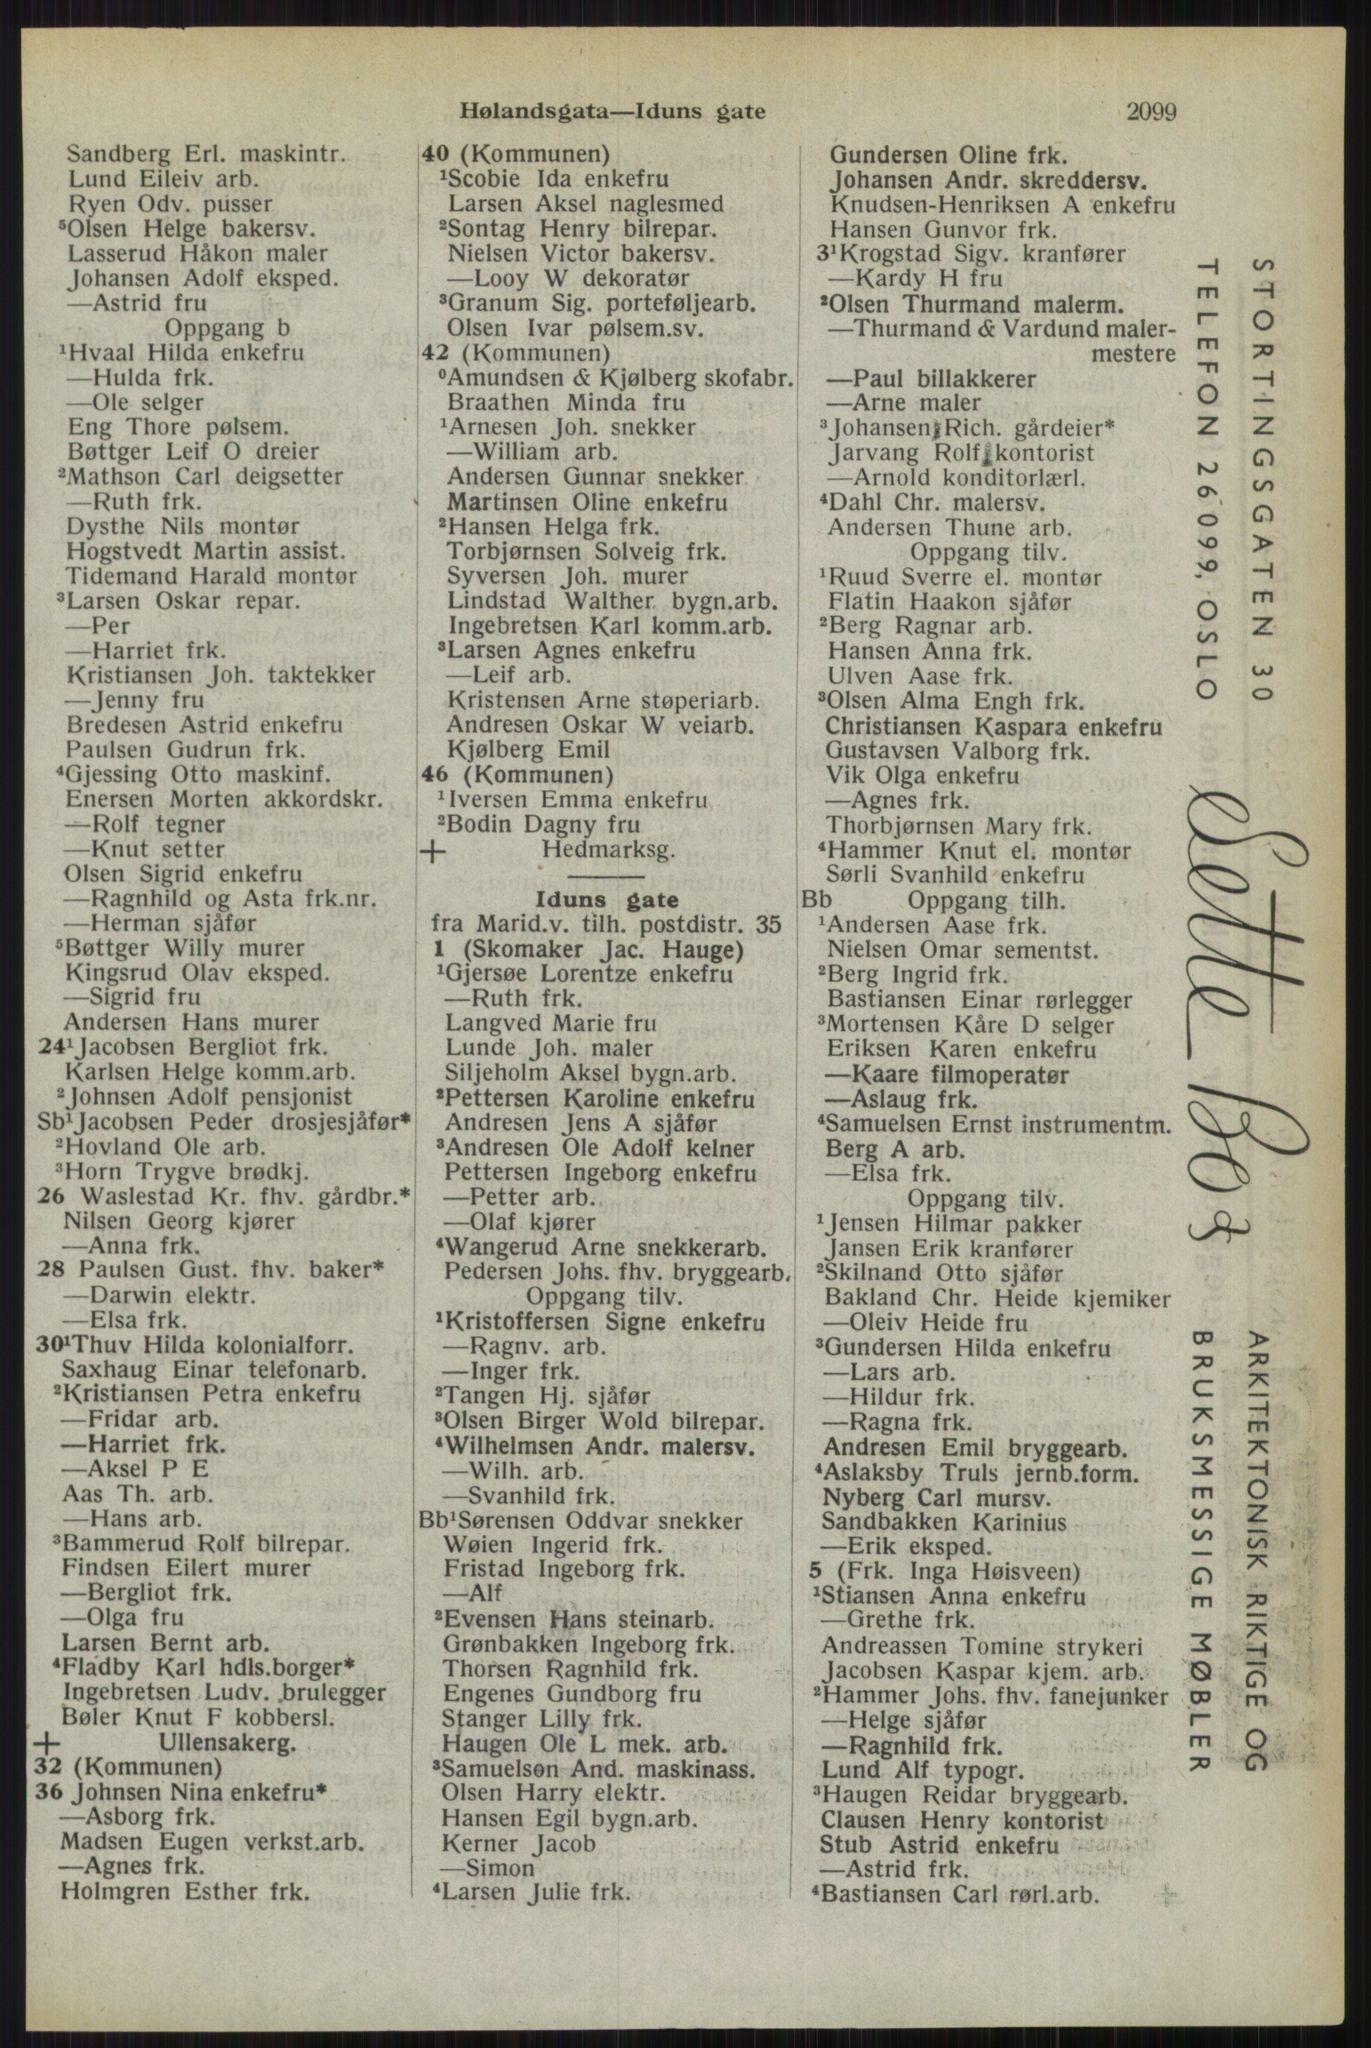 Hølandsgata—Iduns gate
2099
Sandberg Erl. maskintr.
Lund Eileiv arb.
Ryen Odv. pusser
⁵Olsen Helge bakersv.
Lasserud Håkon maler
Johansen Adolf eksped.
—Astrid fru
Oppgang b
¹Hvaal Hilda enkefru
—Hulda frk.
—Ole selger
Eng Thore pølsem.
Bøttger Leif O dreier
²Mathson Carl deigsetter
—Ruth frk.
Dysthe Nils montør
Hogstvedt Martin assist.
Tidemand Harald montør
³Larsen Oskar repar.
—Per
—Harriet frk.
Kristiansen Joh. taktekker
—Jenny fru
Bredesen Astrid enkefru
Paulsen Gudrun frk.
⁴Gjessing Otto maskinf.
Enersen Morten akkordskr.
—Rolf tegner
—Knut setter
Olsen Sigrid enkefru
—Ragnhild og Asta frk.nr.
—Herman sjåfør
⁵Bøttger Willy murer
Kingsrud Olav eksped.
—Sigrid fru
Andersen Hans murer
24¹Jacobsen Bergliot frk.
Karlsen Helge komm.arb.
²Johnsen Adolf pensjonist
Sb¹Jacobsen Peder drosjesjåfør*
²Hovland Ole arb.
³Horn Trygve brødkj.
26 Waslestad Kr. fhv. gårdbr.*
Nilsen Georg kjører
—Anna frk.
28 Paulsen Gust. fhv. baker*
—Darwin elektr.
—Elsa frk.
30¹Thuv Hilda kolonialforr.
Saxhaug Einar telefonarb.
²Kristiansen Petra enkefru
—Fridar arb.
—Harriet frk.
—Aksel P E
Aas Th. arb.
—Hans arb.
³Bammerud Rolf bilrepar.
Findsen Eilert murer
—Bergliot frk.
—Olga fru
Larsen Bernt arb.
⁴Fladby Karl hdls.borger*
Ingebretsen Ludv. brulegger
Bøler Knut F kobbersl.
+ Ullensakerg.
32 (Kommunen)
36 Johnsen Nina enkefru*
—Asborg frk.
Madsen Eugen verkst.arb.
—Agnes frk.
Holmgren Esther frk.
40 (Kommunen)
¹Scobie Ida enkefru
Larsen Aksel naglesmed
²Sontag Henry bilrepar.
Nielsen Victor bakersv.
—Looy W dekoratør
³Granum Sig. porteføljearb.
Olsen Ivar pølsem.sv.
42 (Kommunen)
⁰Amundsen & Kjølberg skofabr.
Braathen Minda fru
¹Arnesen Joh. snekker
—William arb.
Andersen Gunnar snekker
Martinsen Oline enkefru
²Hansen Helga frk.
Torbjørnsen Solveig frk.
Syversen Joh. murer
Lindstad Walther bygn.arb.
Ingebretsen Karl komm.arb.
³Larsen Agnes enkefru
—Leif arb.
Kristensen Arne støperiarb.
Andresen Oskar W veiarb.
Kjølberg Emil
46 (Kommunen)
¹Iversen Emma enkefru
²Bodin Dagny fru
+ Hedmarksg.
Iduns gate
fra Marid.v. tilh. postdistr. 35
1 (Skomaker Jac. Hauge)
¹Gjersøe Lorentze enkefru
—Ruth frk.
Langved Marie fru
Lunde Joh. maler
Siljeholm Aksel bygn.arb.
²Pettersen Karoline enkefru
Andresen Jens A sjåfør
³Andresen Ole Adolf kelner
Pettersen Ingeborg enkefru
—Petter arb.
—Olaf kjører
⁴Wangerud Arne snekkerarb.
Pedersen Johs. fhv. bryggearb.
Oppgang tilv.
¹Kristoffersen Signe enkefru
—Ragnv. arb.
—Inger frk.
²Tangen Hj. sjåfør
³Olsen Birger Wold bilrepar.
⁴Wilhelmsen Andr. malersv.
—Wilh. arb.
—Svanhild frk.
Bb¹Sørensen Oddvar snekker
Wøien Ingerid frk.
Fristad Ingeborg frk.
—Alf
²Evensen Hans steinarb.
Grønbakken Ingeborg frk.
Thorsen Ragnhild frk.
Engenes Gundborg fru
Stanger Lilly frk.
Haugen Ole L mek. arb.
³Samuelson And. maskinass.
Olsen Harry elektr.
Hansen Egil bygn.arb.
Kerner Jacob
—Simon
⁴Larsen Julie frk.
Gundersen Oline frk.
Johansen Andr. skreddersv.
Knudsen-Henriksen A enkefru
Hansen Gunvor frk.
3¹Krogstad Sigv. kranfører
—Kardy H fru
²Olsen Thurmand malerm.
—Thurmand & Vardund maler-
mestere
—Paul billakkerer
—Arne maler
³Johansen Rich. gårdeier*
Jarvang Rolf kontorist
—Arnold konditorlærl.
⁴Dahl Chr. malersv.
Andersen Thune arb.
Oppgang tilv.
¹Ruud Sverre el. montør
Flatin Haakon sjåfør
²Berg Ragnar arb.
Hansen Anna frk.
Ulven Aase frk.
³Olsen Alma Engh frk.
Christiansen Kaspara enkefru
Gustavsen Valborg frk.
Vik Olga enkefru
—Agnes frk.
Thorbjørnsen Mary frk.
⁴Hammer Knut el. montør
Sørli Svanhild enkefru
Bb Oppgang tilh.
¹Andersen Aase frk.
Nielsen Omar sementst.
²Berg Ingrid frk.
Bastiansen Einar rørlegger
³Mortensen Kåre D selger
Eriksen Karen enkefru
—Kaare filmoperatør
—Aslaug frk.
⁴Samuelsen Ernst instrumentm.
Berg A arb.
—Elsa frk.
Oppgang tilv.
¹Jensen Hilmar pakker
Jansen Erik kranfører
²Skilnand Otto sjåfør
Bakland Chr. Heide kjemiker
—Oleiv Heide fru
³Gundersen Hilda enkefru
—Lars arb.
—Hildur frk.
—Ragna frk.
Andresen Emil bryggearb.
⁴Aslaksby Truls jernb.form.
Nyberg Carl mursv.
Sandbakken Karinius
—Erik eksped.
5 (Frk. Inga Høisveen)
¹Stiansen Anna enkefru
—Grethe frk.
Andreassen Tomine strykeri
Jacobsen Kaspar kjem. arb.
²Hammer Johs. fhv. fanejunker
—Helge sjåfør
—Ragnhild frk.
Lund Alf typogr.
³Haugen Reidar bryggearb.
Clausen Henry kontorist
Stub Astrid enkefru
—Astrid frk.
⁴Bastiansen Carl rørl.arb.
STORTINGSGATEN 30
TELEFON 26099, OSLO
Sette Bo &
ARKITEKTONISK RIKTIGE OG
BRUKSMESSIGE MØBLER